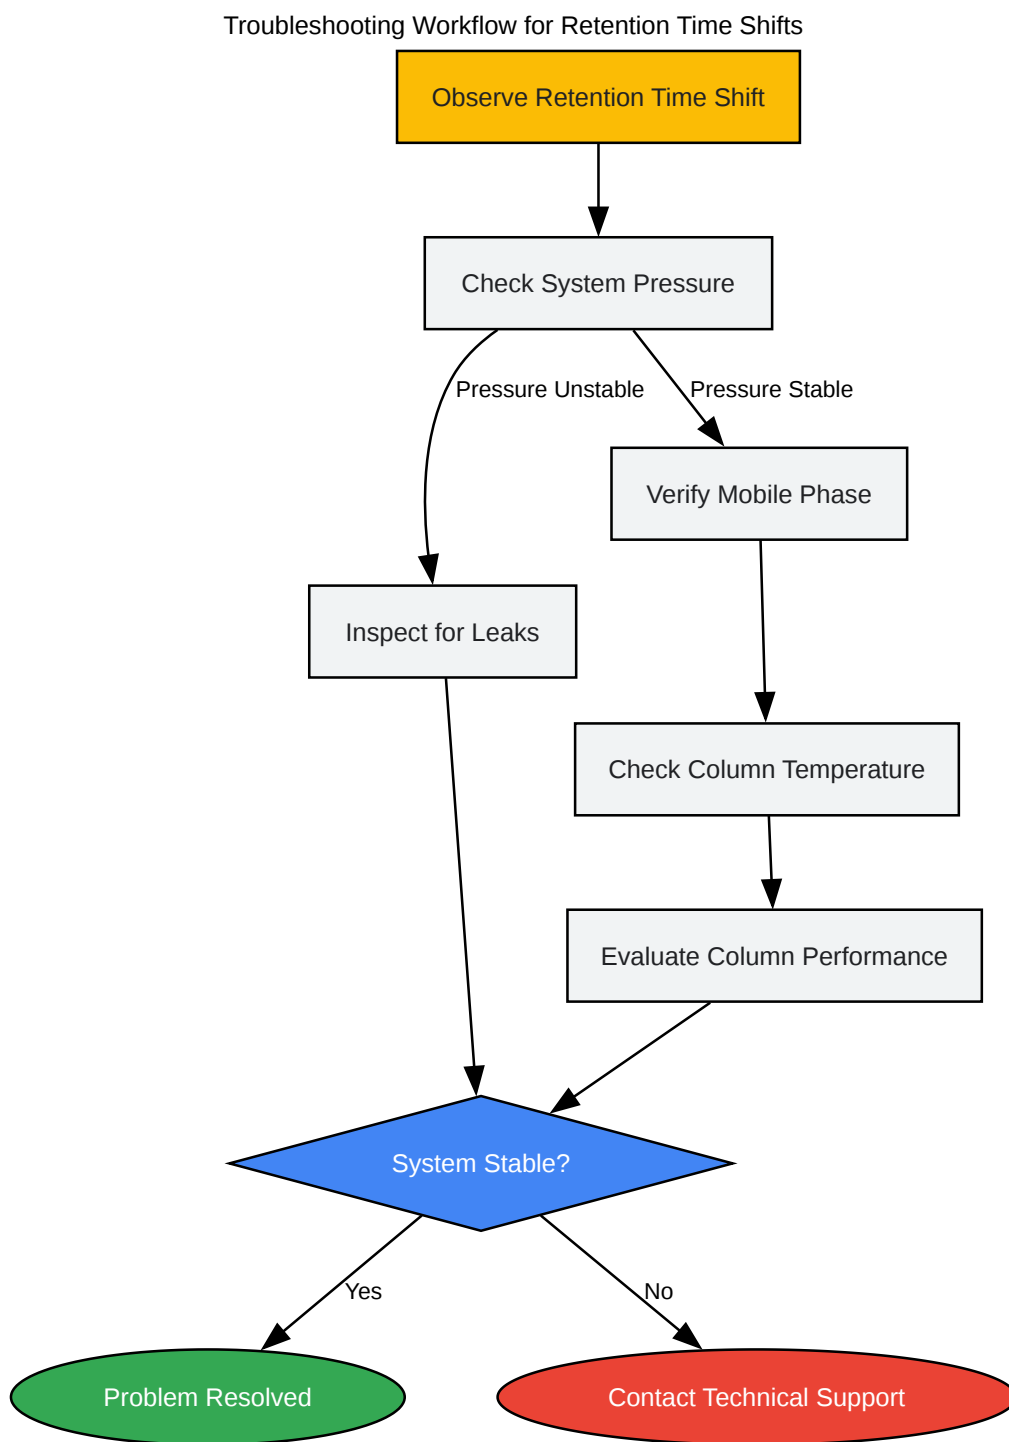 Troubleshooting Workflow for Retention Time Shifts
Observe Retention Time Shift
Check System Pressure
Pressure Unstable
Pressure Stable
Verify Mobile Phase
Inspect for Leaks
Check Column Temperature
Evaluate Column Performance
System Stable?
Yes
No
Problem Resolved
Contact Technical Support